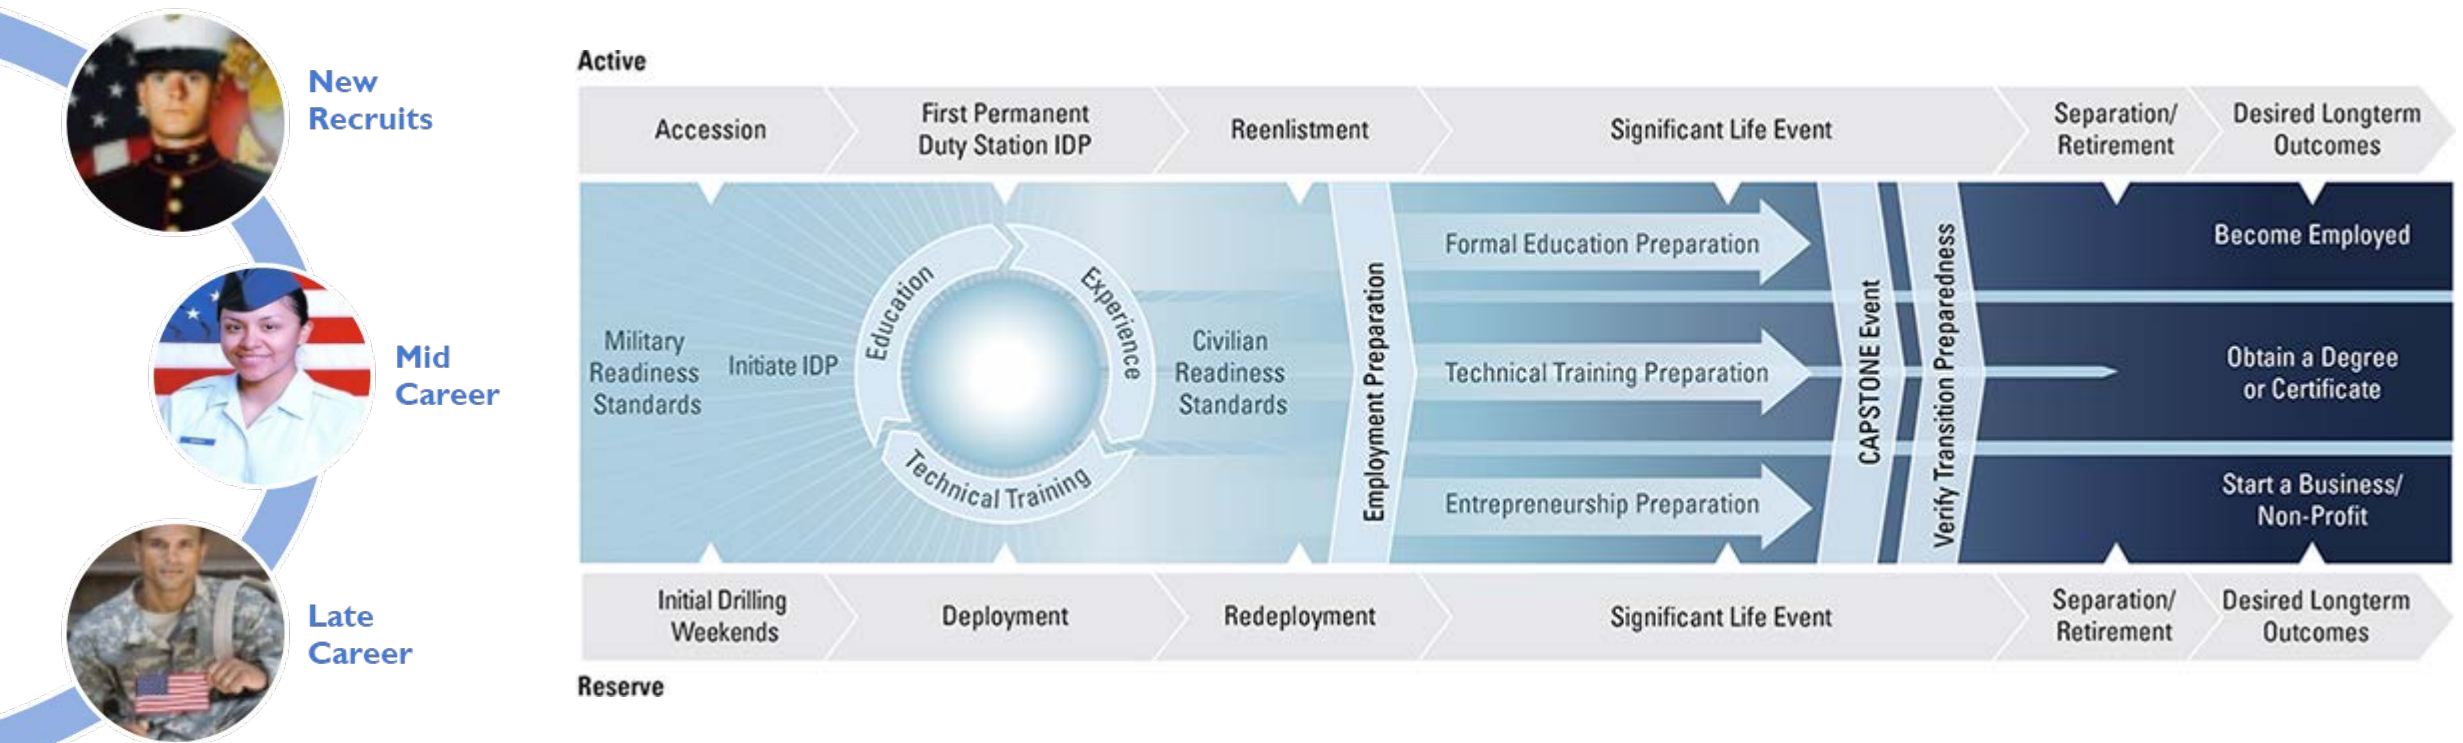 New
Recruits
Mid
Career
Late
Career
Active
Accession
First Permanent
Duty Station IDP
Reenlistment
Significant Life Event
Separation/
Retirement
Desired Longterm
Outcomes
Military
Readiness
Standards
Initiate IDP
Education
Experience
Technical Training
Civilian
Readiness
Standards
Employment Preparation
Formal Education Preparation
Technical Training Preparation
Entrepreneurship Preparation
CAPSTONE Event
Verify Transition Preparedness
Become Employed
Obtain a Degree
or Certificate
Start a Business/
Non-Profit
Initial Drilling
Weekends
Deployment
Redeployment
Significant Life Event
Separation/
Retirement
Desired Longterm
Outcomes
Reserve